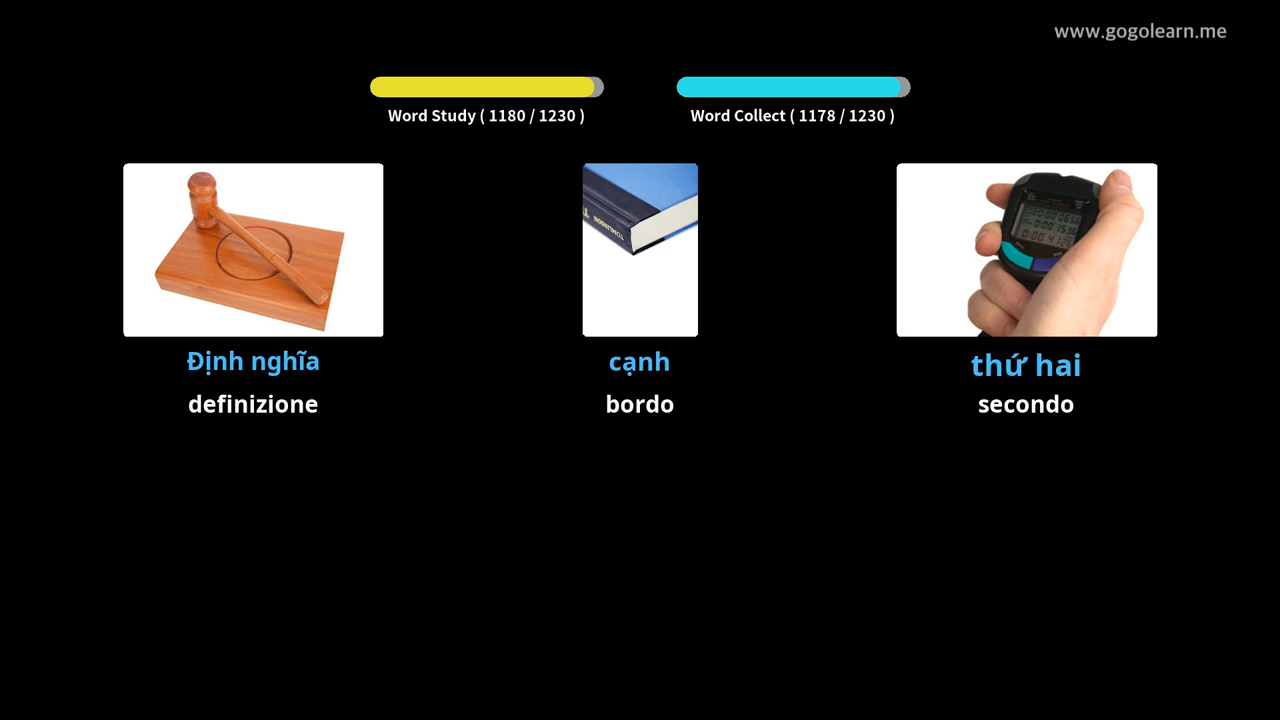 www.gogolearn.me
Word Study ( 1180 / 1230 )
Word Collect ( 1178 / 1230 )
TOMLINSON
Định nghĩa
cạnh
thứ hai
definizione
bordo
secondo